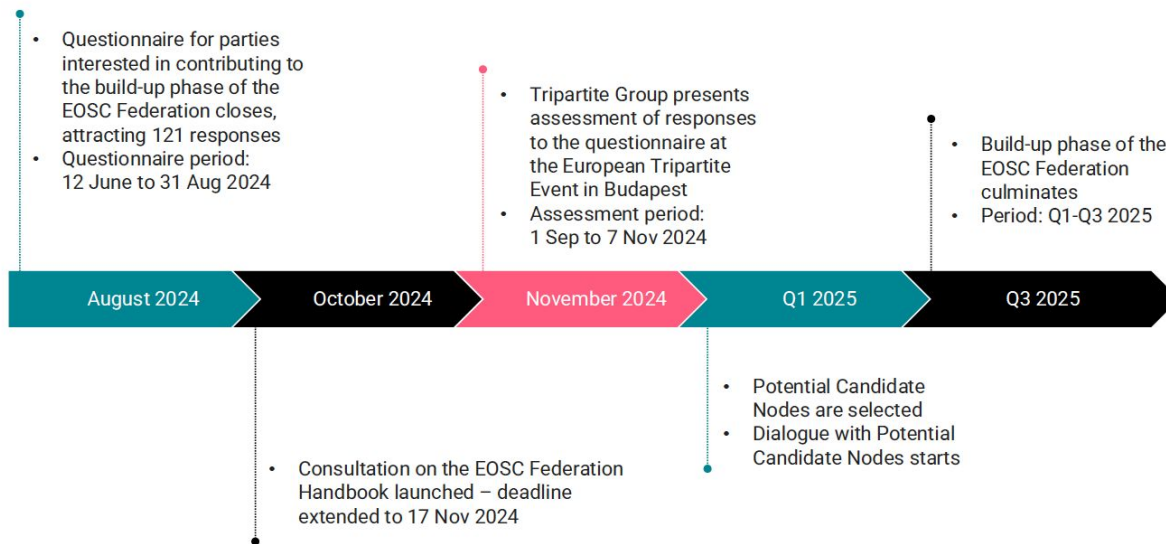 • Questionnaire for parties
interested in contributing to
the build-up phase of the
EOSC Federation closes,
attracting 121 responses
• Questionnaire period:
12 June to 31 Aug 2024
• Tripartite Group presents
assessment of responses
to the questionnaire at
the European Tripartite
Event in Budapest
• Assessment period:
1 Sep to 7 Nov 2024
• Build-up phase of the
EOSC Federation
culminates
• Period: Q1-Q3 2025
August 2024
October 2024
November 2024
Q1 2025
Q3 2025
• Consultation on the EOSC Federation
Handbook launched – deadline
extended to 17 Nov 2024
• Potential Candidate
Nodes are selected
• Dialogue with Potential
Candidate Nodes starts